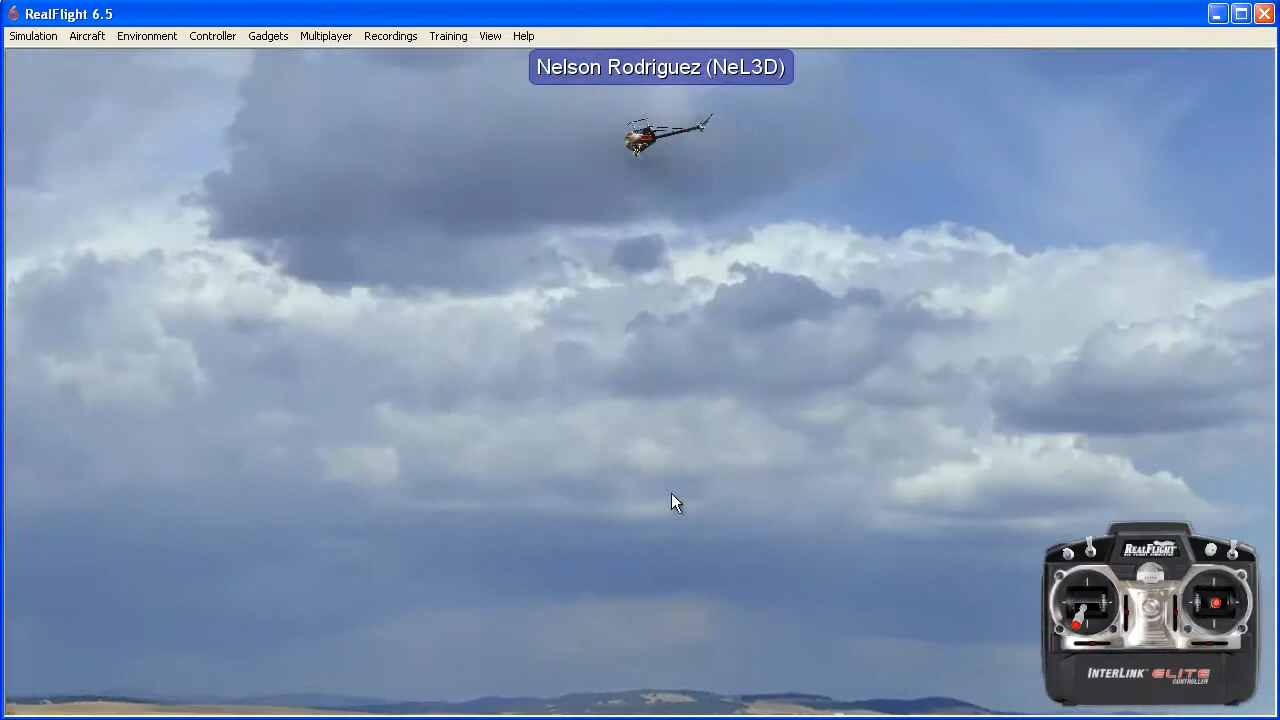 RealFlight 6.5
Simulation Aircraft Environment Controller Gadgets Multiplayer Recordings Training View Help
Nelson Rodriguez (NeL3D)
REALFLIGHT
INTERLINK ELITE
CONTROLLER